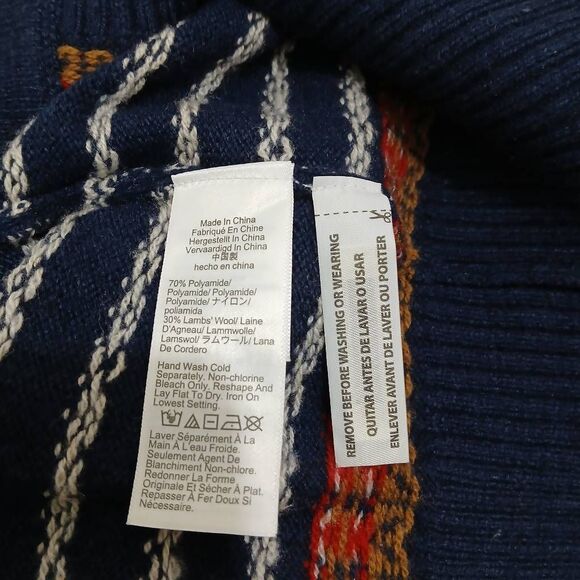 Made In China
Fabriqué En Chine
Hergestellt In China
Vervaardigd In China
中国製
hecho en china
70% Polyamide/
Polyamide/ Polyamide/
Polyamide/ ナイロン/
poliamida
30% Lambs' Wool/ Laine
D'Agneau/ Lammwolle/
Lamswol/ ラムウール/ Lana
De Cordero
Hand Wash Cold
Separately. Non-chlorine
Bleach Only. Reshape And
Lay Flat To Dry. Iron On
Lowest Setting.
Laver Séparément À La
Main À L'eau Froide.
Seulement Agent De
Blanchiment Non-chlore.
Redonner La Forme
Originale Et Sécher À Plat.
Repasser À Fer Doux Si
Nécessaire.
REMOVE BEFORE WASHING OR WEARING
QUITAR ANTES DE LAVAR O USAR
ENLEVER AVANT DE LAVER OU PORTER